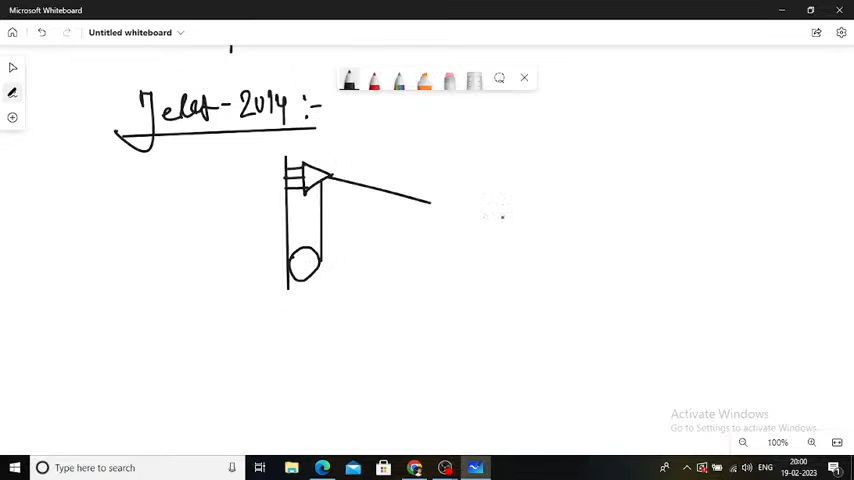 Microsoft Whiteboard
Untitled whiteboard
Jelet-2014 :-
Activate Windows
Go to Settings to activate Windows.
100%
Type here to search
ENG
20:00
19-02-2023